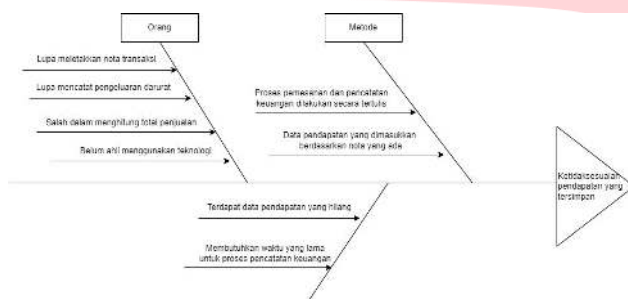 Orang
Metode
Lupa meletakkan nota transaksi
Lupa mencatat pengeluaran darurat
Salah dalam menghitung total penjualan
Belum ahli menggunakan teknologi
Proses pemesanan dan pencatatan
keuangan dilakukan secara tertulis
Data pendapatan yang dimasukkan
berdasarkan nota yang ada
Terdapat data pendapatan yang hilang
Membutuhkan waktu yang lama
untuk proses pencatatan keuangan
Ketidaksesuaian
pendapatan yang
tersimpan